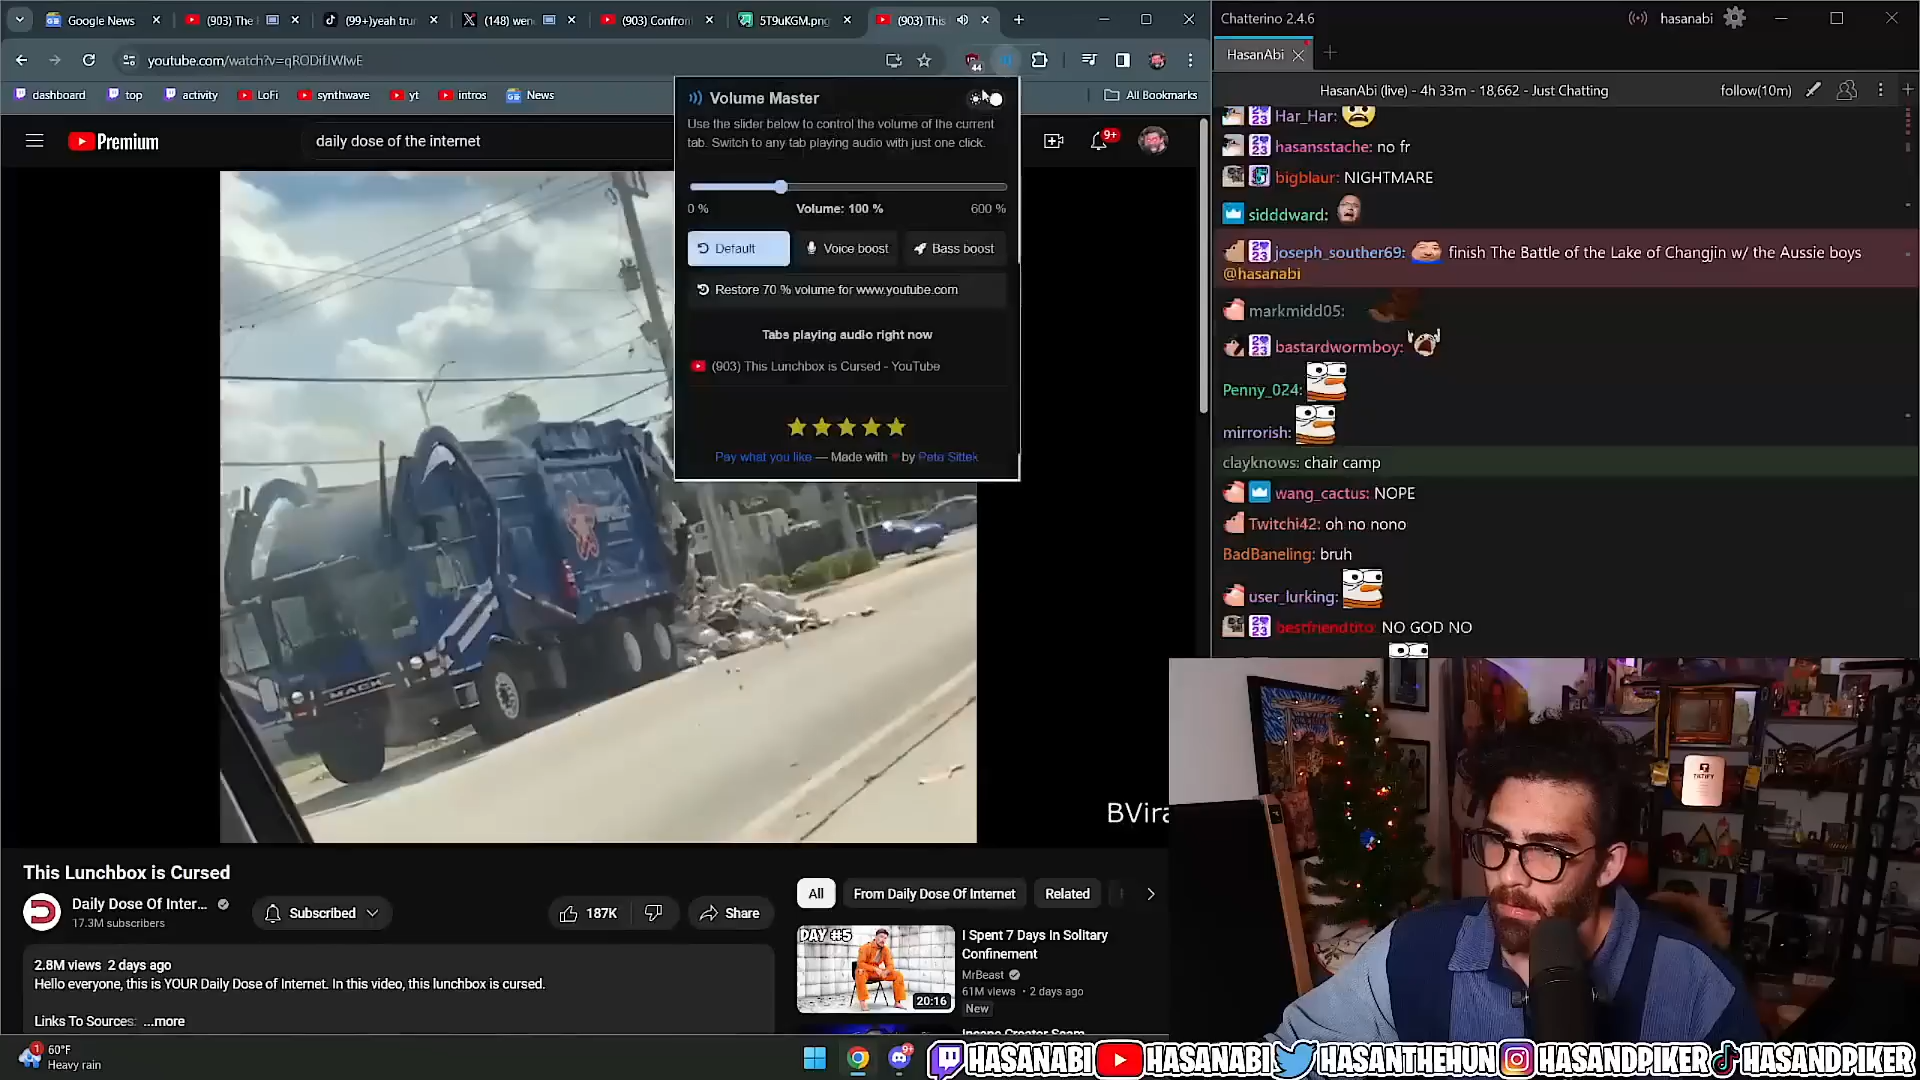 Google News
(903) The
(99+)yeah tru
(148) wen
(903) Confron
5T9uKGM.png
(903) This
youtube.com/watch?v=qRODifJWlwE
44
dashboard
top
activity
LoFi
synthwave
yt
intros
News
All Bookmarks
Premium
daily dose of the internet
9+
Volume Master
Use the slider below to control the volume of the current
tab. Switch to any tab playing audio with just one click.
0 %
Volume: 100 %
600 %
Default
Voice boost
Bass boost
Restore 70 % volume for www.youtube.com
Tabs playing audio right now
(903) This Lunchbox is Cursed - YouTube
Pay what you like — Made with by Peta Sittek
MACK
BVira
This Lunchbox is Cursed
Daily Dose Of Inter...
17.3M subscribers
Subscribed
187K
Share
2.8M views 2 days ago
Hello everyone, this is YOUR Daily Dose of Internet. In this video, this lunchbox is cursed.
Links To Sources: ...more
All
From Daily Dose Of Internet
Related
DAY #5
20:16
I Spent 7 Days In Solitary
Confinement
MrBeast
61M views • 2 days ago
New
Insane Creator Seam
Chatterino 2.4.6
hasanabi
HasanAbi
HasanAbi (live) - 4h 33m - 18,662 - Just Chatting
follow(10m)
Har_Har:
hasansstache: no fr
bigblaur: NIGHTMARE
sidddward:
joseph_souther69: finish The Battle of the Lake of Changjin w/ the Aussie boys
@hasanabi
markmidd05:
bastardwormboy:
Penny_024:
mirrorish:
clayknows: chair camp
wang_cactus: NOPE
Twitchi42: oh no nono
BadBaneling: bruh
user_lurking:
bestfriendtito: NO GOD NO
TILTIFY
1
60°F
Heavy rain
9+
HASANABI
HASANABI
HASANTHEHUN
HASANDPIKER
HASANDPIKER